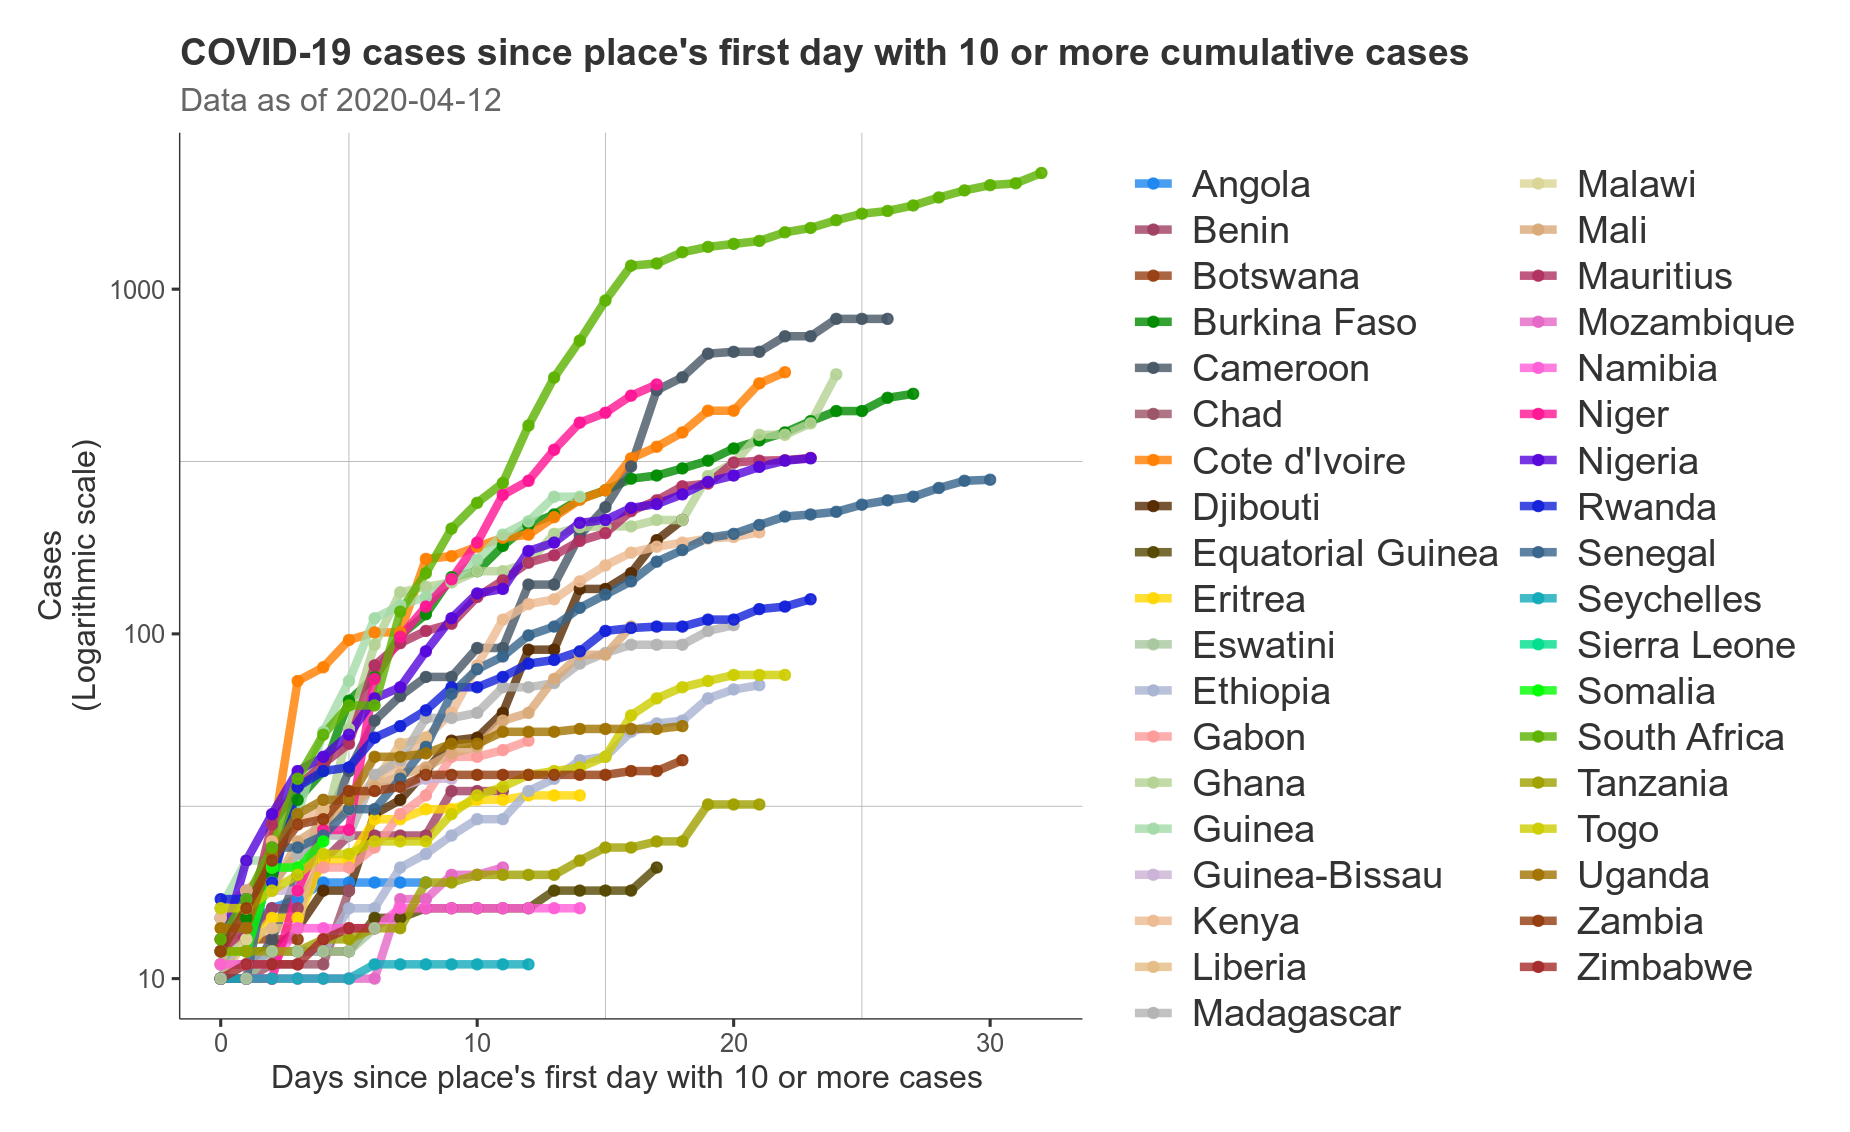 COVID-19 cases since place's first day with 10 or more cumulative cases
Data as of 2020-04-12
Cases
(Logarithmic scale)
1000
100
10
0
10
20
30
Days since place's first day with 10 or more cases
Angola
Benin
Botswana
Burkina Faso
Cameroon
Chad
Cote d'Ivoire
Djibouti
Equatorial Guinea
Eritrea
Eswatini
Ethiopia
Gabon
Ghana
Guinea
Guinea-Bissau
Kenya
Liberia
Madagascar
Malawi
Mali
Mauritius
Mozambique
Namibia
Niger
Nigeria
Rwanda
Senegal
Seychelles
Sierra Leone
Somalia
South Africa
Tanzania
Togo
Uganda
Zambia
Zimbabwe